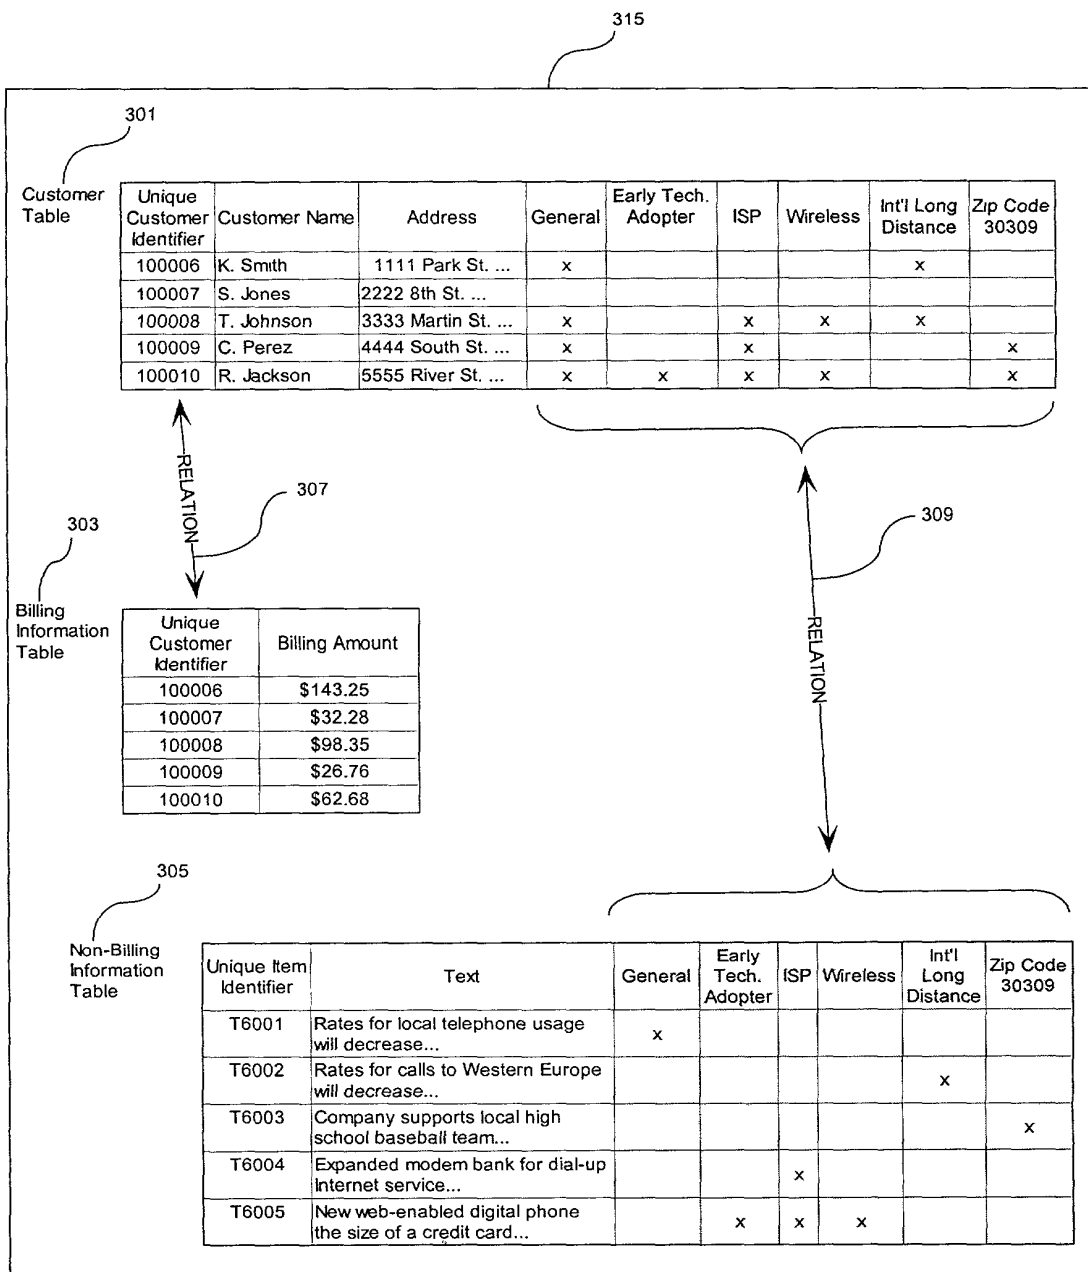 315
301
Customer Table
Unique Customer Identifier Customer Name Address General Early Tech. Adopter ISP Wireless Int'l Long Distance Zip Code 30309
100006 K. Smith 1111 Park St. ... x x
100007 S. Jones 2222 8th St. ...
100008 T. Johnson 3333 Martin St. ... x x x x
100009 C. Perez 4444 South St. ... x x x
100010 R. Jackson 5555 River St. ... x x x x x
RELATION
307
309
RELATION
303
Billing Information Table
Unique Customer Identifier Billing Amount
100006 $143.25
100007 $32.28
100008 $98.35
100009 $26.76
100010 $62.68
305
Non-Billing Information Table
Unique Item Identifier Text General Early Tech. Adopter ISP Wireless Int'l Long Distance Zip Code 30309
T6001 Rates for local telephone usage will decrease... x
T6002 Rates for calls to Western Europe will decrease... x
T6003 Company supports local high school baseball team... x
T6004 Expanded modem bank for dial-up Internet service... x
T6005 New web-enabled digital phone the size of a credit card... x x x